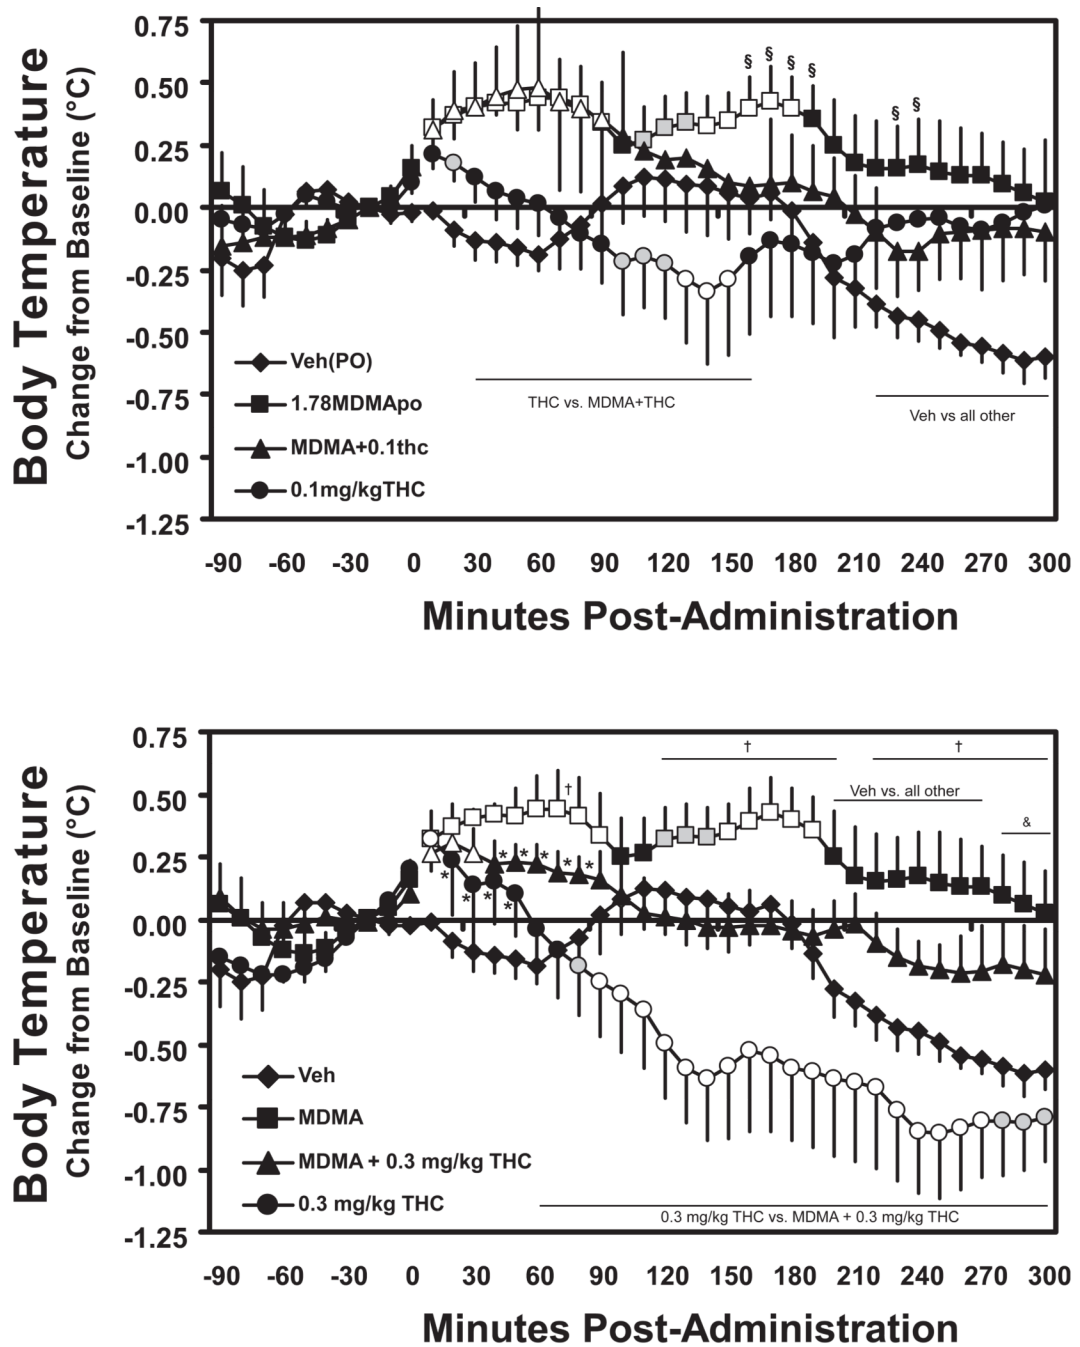 0.75
0.50
0.25
0.00
-0.25
-0.50
-0.75
-1.00
-1.25
Body Temperature
Change from Baseline (°C)
§ § § §
§ §
Veh(PO)
1.78MDMApo
MDMA+0.1thc
0.1mg/kgTHC
THC vs. MDMA+THC
Veh vs all other
-90 -60 -30 0 30 60 90 120 150 180 210 240 270 300
Minutes Post-Administration
0.75
0.50
0.25
0.00
-0.25
-0.50
-0.75
-1.00
-1.25
Body Temperature
Change from Baseline (°C)
† †
†
Veh vs. all other
&
* * * * *
* * * *
Veh
MDMA
MDMA + 0.3 mg/kg THC
0.3 mg/kg THC
0.3 mg/kg THC vs. MDMA + 0.3 mg/kg THC
-90 -60 -30 0 30 60 90 120 150 180 210 240 270 300
Minutes Post-Administration